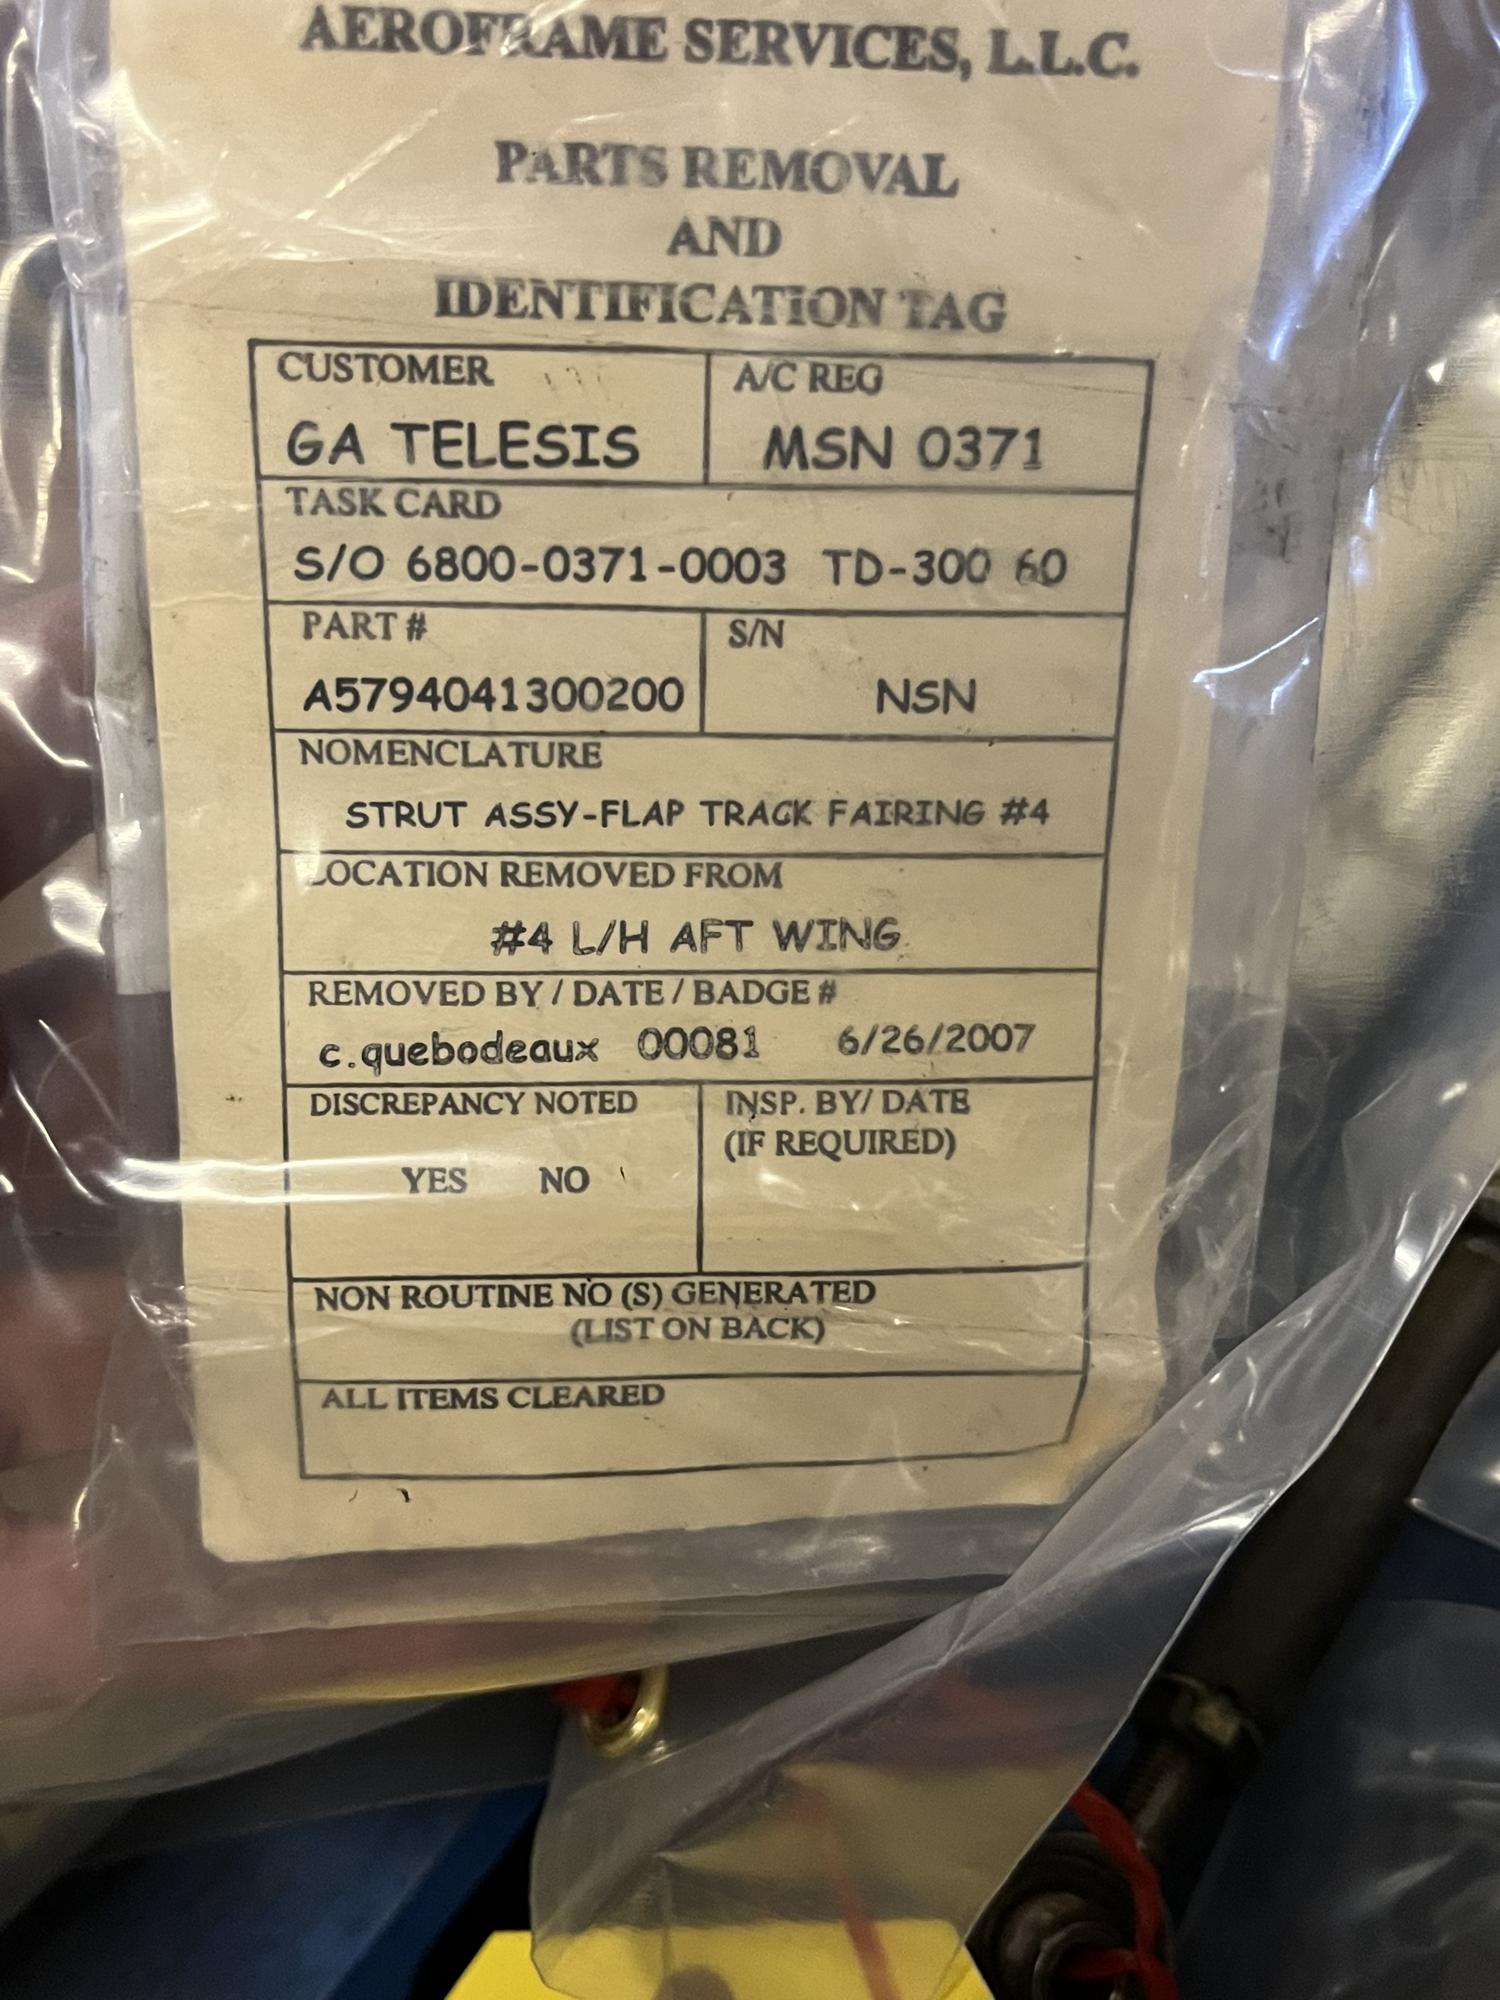 AEROFRAME SERVICES, L.L.C.
PARTS REMOVAL
AND
IDENTIFICATION TAG
CUSTOMER
GA TELESIS
A/C REG
MSN 0371
TASK CARD
S/O 6800-0371-0003 TD-300 60
PART #
A5794041300200
S/N
NSN
NOMENCLATURE
STRUT ASSY-FLAP TRACK FAIRING #4
LOCATION REMOVED FROM
#4 L/H AFT WING
REMOVED BY / DATE / BADGE #
c.quebodeaux 00081 6/26/2007
DISCREPANCY NOTED
YES NO
INSP. BY/ DATE
(IF REQUIRED)
NON ROUTINE NO (S) GENERATED
(LIST ON BACK)
ALL ITEMS CLEARED